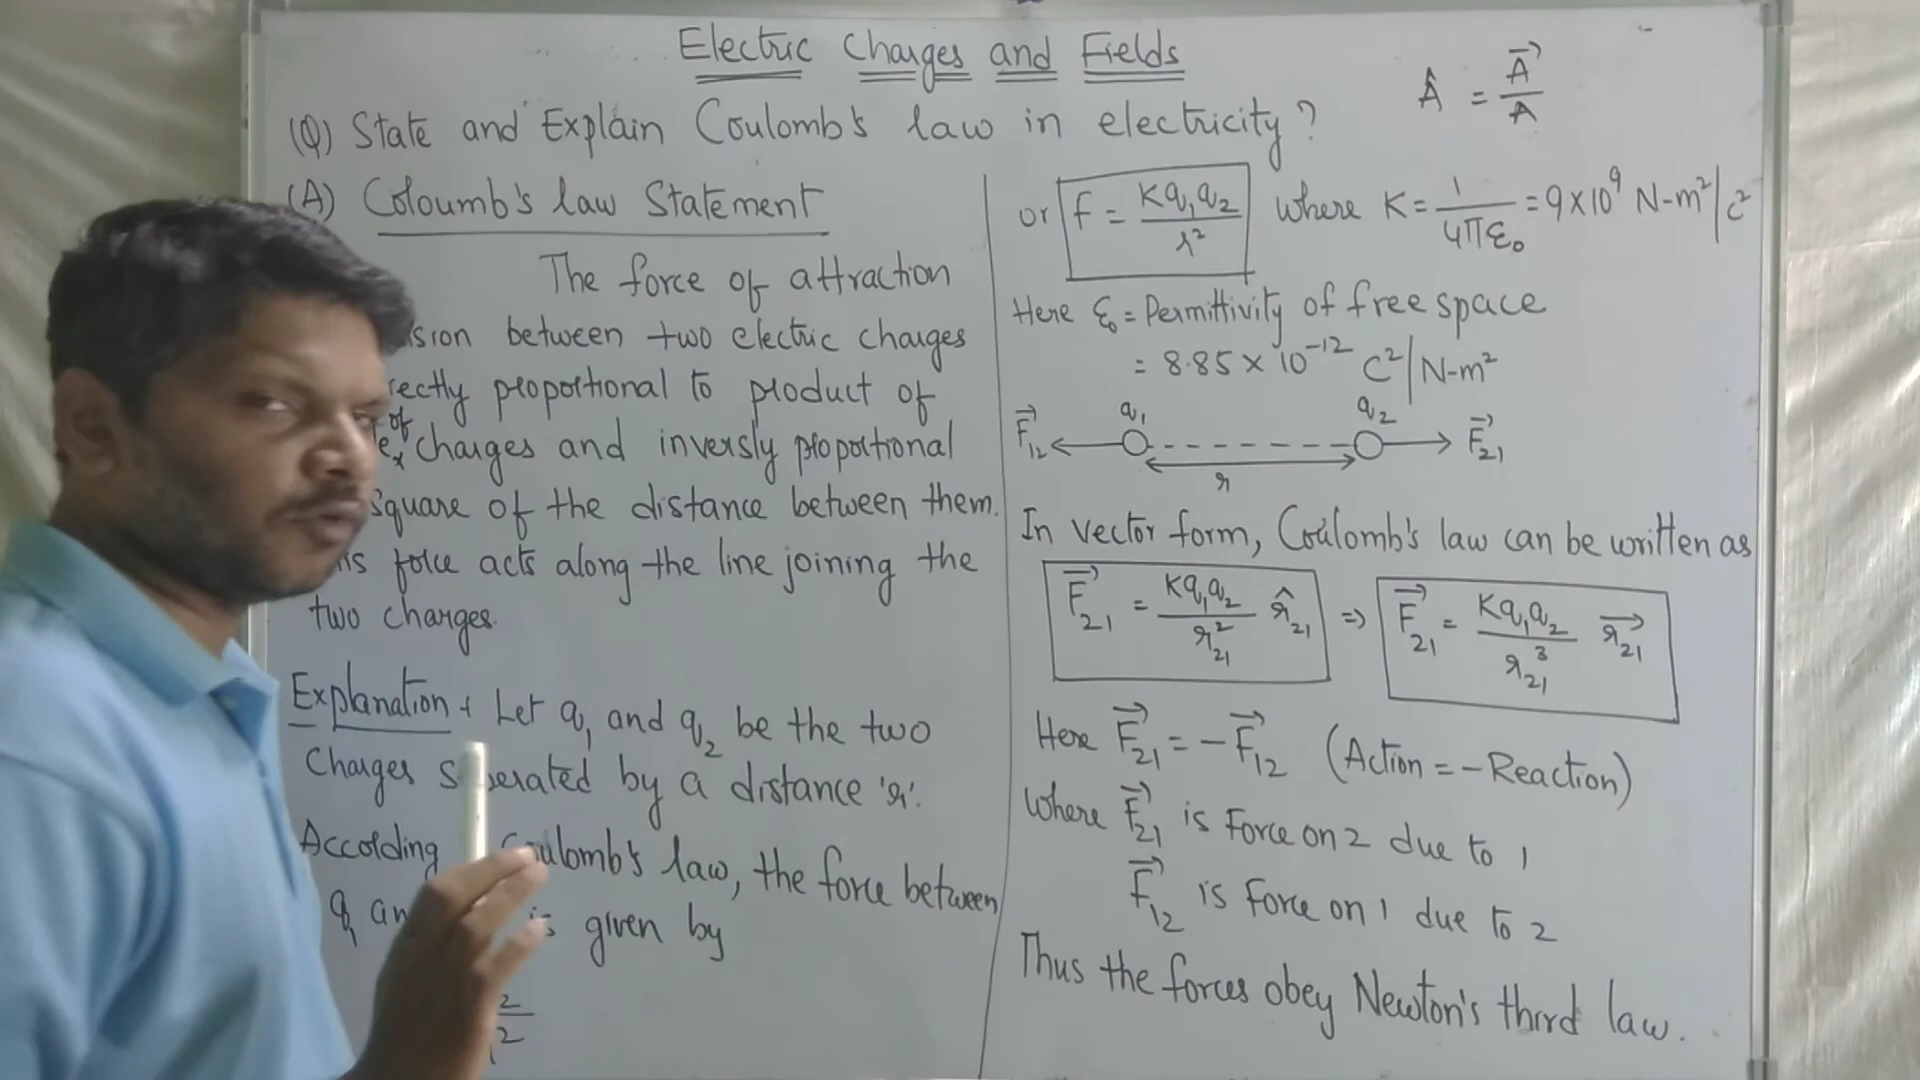 Electric Charges and Fields
(Q) State and Explain Coulomb's law in electricity?
Â = A⃗/A
(A) Coloumb's law Statement
The force of attraction
between two electric charges
proportional to product of
of charges and inversly proportional
square of the distance between them.
force acts along the line joining the
two charges.
Explanation : Let q₁ and q₂ be the two
Charges by a distance 'r'.
According Coulomb's law, the force between
q₁ is given by
or F = Kq₁q₂/r² where K = 1/4πε₀ = 9×10⁹ N-m²/c²
Here ε₀ = Permittivity of free space
= 8.85 × 10⁻¹² C²/N-m²
F⃗₁₂ q₁ q₂ F⃗₂₁
r
In vector form, Coulomb's law can be written as
F⃗₂₁ = Kq₁q₂/r₂₁² r̂₂₁ ⇒ F⃗₂₁ = Kq₁q₂/r₂₁³ r⃗₂₁
Here F⃗₂₁ = -F⃗₁₂ (Action = - Reaction)
Where F⃗₂₁ is Force on 2 due to 1
F⃗₁₂ is Force on 1 due to 2
Thus the forces obey Newton's third law.